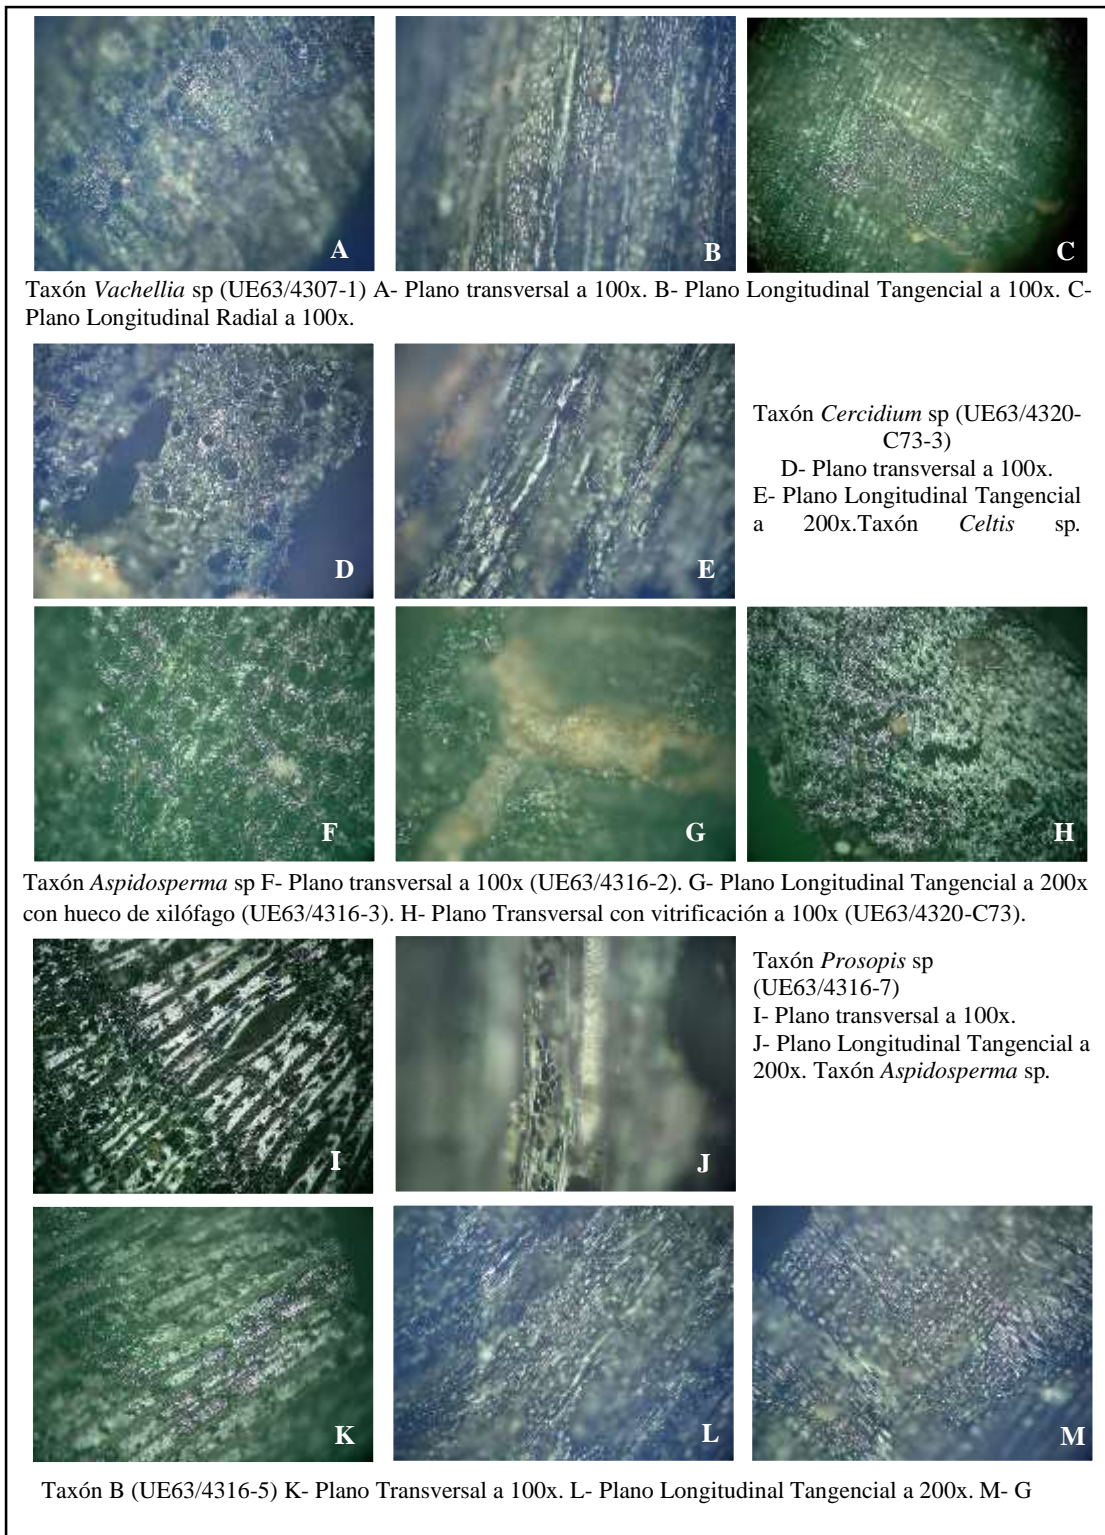 A
B
C
Taxón Vachellia sp (UE63/4307-1) A- Plano transversal a 100x. B- Plano Longitudinal Tangencial a 100x. C-
Plano Longitudinal Radial a 100x.
D
E
Taxón Cercidium sp (UE63/4320-
C73-3)
D- Plano transversal a 100x.
E- Plano Longitudinal Tangencial
a 200x.Taxón Celtis sp.
F
G
H
Taxón Aspidosperma sp F- Plano transversal a 100x (UE63/4316-2). G- Plano Longitudinal Tangencial a 200x
con hueco de xilófago (UE63/4316-3). H- Plano Transversal con vitrificación a 100x (UE63/4320-C73).
I
J
Taxón Prosopis sp
(UE63/4316-7)
I- Plano transversal a 100x.
J- Plano Longitudinal Tangencial a
200x. Taxón Aspidosperma sp.
K
L
M
Taxón B (UE63/4316-5) K- Plano Transversal a 100x. L- Plano Longitudinal Tangencial a 200x. M- G